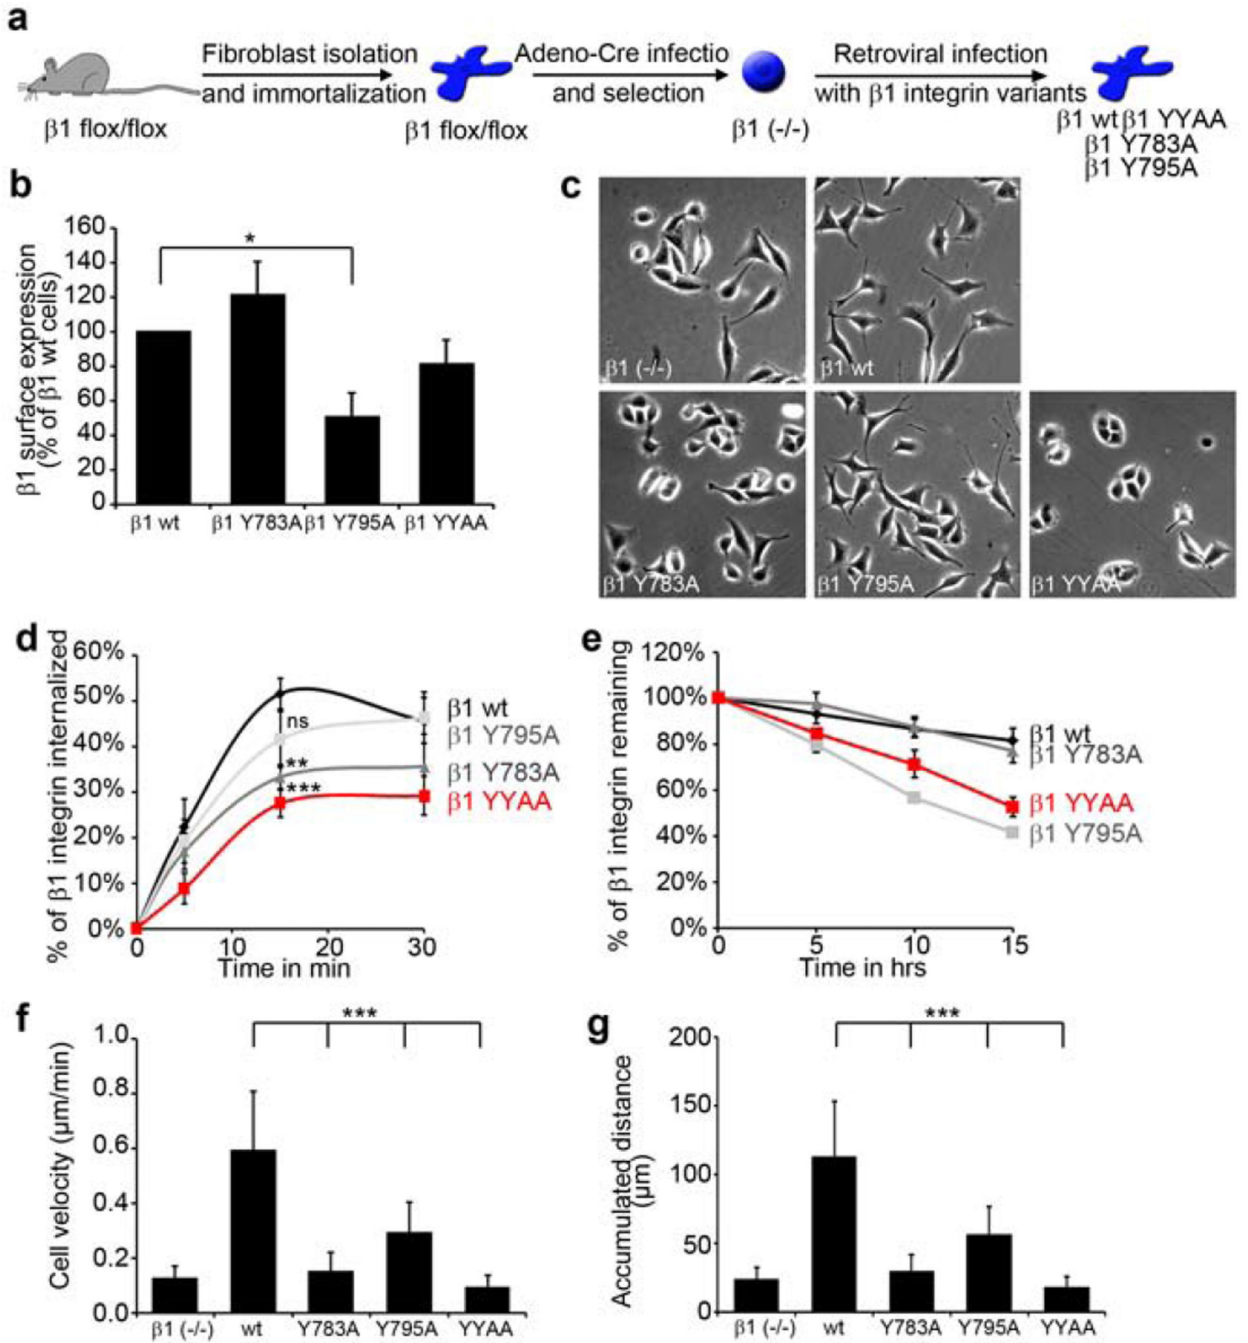 a
Fibroblast isolation
and immortalization
Adeno-Cre infectio
and selection
Retroviral infection
with β1 integrin variants
β1 flox/flox
β1 flox/flox
β1 (-/-)
β1 wtβ1 YYAA
β1 Y783A
β1 Y795A
b
β1 surface expression
(% of β1 wt cells)
160
140
120
100
80
60
40
20
0
*
β1 wt
β1 Y783A
β1 Y795A
β1 YYAA
c
β1 (-/-)
β1 wt
β1 Y783A
β1 Y795A
β1 YYAA
d
% of β1 integrin internalized
60%
50%
40%
30%
20%
10%
0%
ns
**
***
β1 wt
β1 Y795A
β1 Y783A
β1 YYAA
0
10
20
30
Time in min
e
% of β1 integrin remaining
120%
100%
80%
60%
40%
20%
0%
β1 wt
β1 Y783A
β1 YYAA
β1 Y795A
0
5
10
15
Time in hrs
f
Cell velocity (µm/min)
1.0
0.8
0.6
0.4
0.2
0.0
***
β1 (-/-)
wt
Y783A
Y795A
YYAA
g
Accumulated distance
(µm)
200
150
100
50
0
***
β1 (-/-)
wt
Y783A
Y795A
YYAA